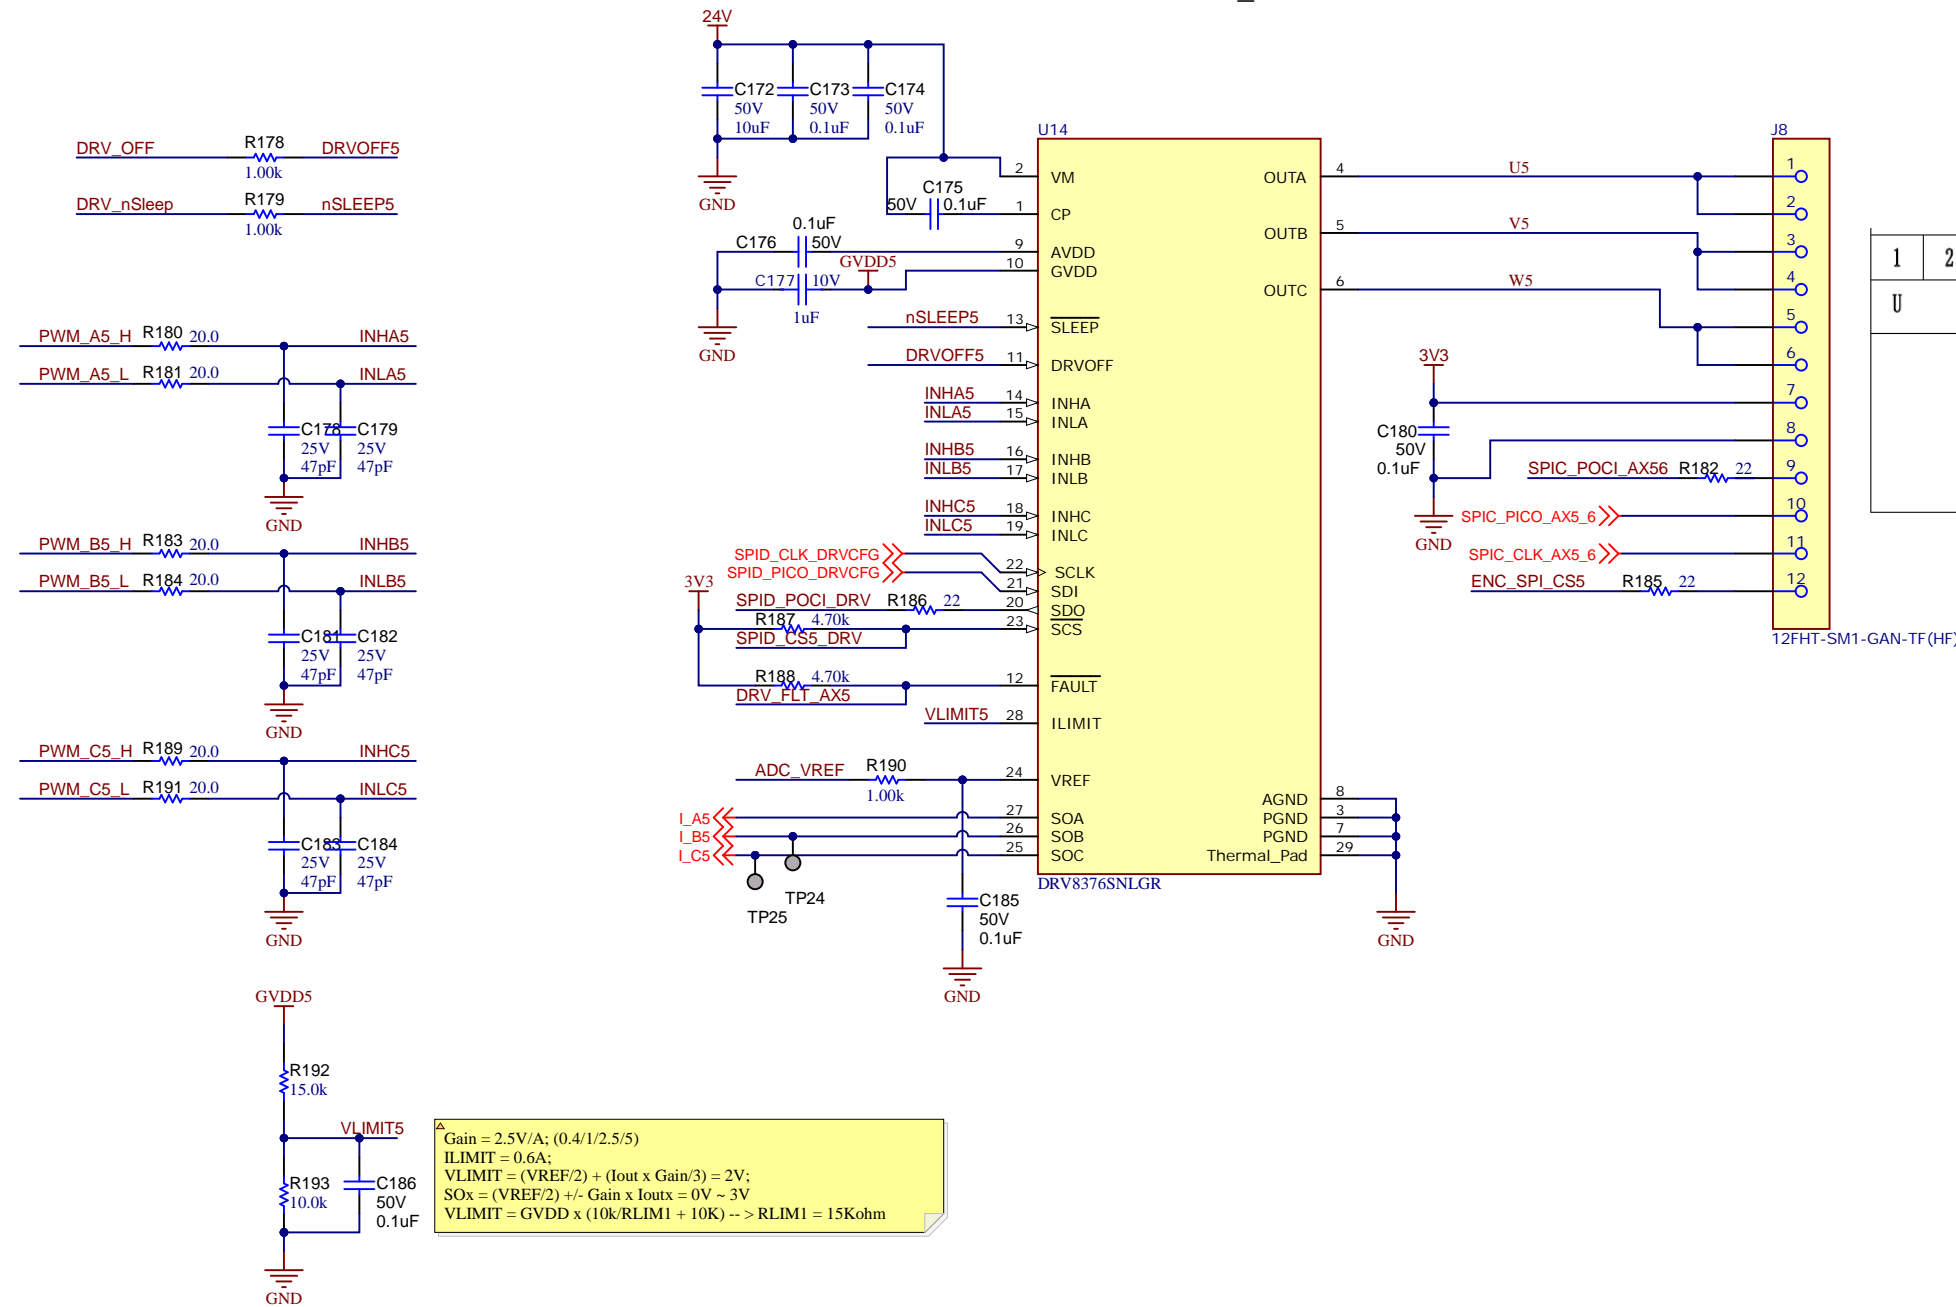 24V
C172
50V
10uF
C173
50V
0.1uF
C174
50V
0.1uF
DRV_OFF
R178
1.00k
DRVOFF5
DRV_nSleep
R179
1.00k
nSLEEP5
GND
C175
50V
0.1uF
0.1uF
C176
50V
GVDD5
C177
10V
1uF
GND
PWM_A5_H
R180
20.0
INHA5
PWM_A5_L
R181
20.0
INLA5
C178
25V
47pF
C179
25V
47pF
GND
PWM_B5_H
R183
20.0
INHB5
PWM_B5_L
R184
20.0
INLB5
C181
25V
47pF
C182
25V
47pF
GND
PWM_C5_H
R189
20.0
INHC5
PWM_C5_L
R191
20.0
INLC5
C183
25V
47pF
C184
25V
47pF
GND
GVDD5
R192
15.0k
VLIMIT5
R193
10.0k
C186
50V
0.1uF
GND
Gain = 2.5V/A; (0.4/1/2.5/5)
ILIMIT = 0.6A;
VLIMIT = (VREF/2) + (Iout x Gain/3) = 2V;
SOx = (VREF/2) +/- Gain x Ioutx = 0V ~ 3V
VLIMIT = GVDD x (10k/RLIM1 + 10K) -- > RLIM1 = 15Kohm
nSLEEP5
DRVOFF5
INHA5
INLA5
INHB5
INLB5
INHC5
INLC5
SPID_CLK_DRVCFG
SPID_PICO_DRVCFG
3V3
SPID_POCI_DRV
R186
22
R187
4.70k
SPID_CS5_DRV
R188
4.70k
DRV_FLT_AX5
VLIMIT5
ADC_VREF
R190
1.00k
I_A5
I_B5
I_C5
TP24
TP25
C185
50V
0.1uF
GND
U14
2 VM
1 CP
9 AVDD
10 GVDD
13 SLEEP
11 DRVOFF
14 INHA
15 INLA
16 INHB
17 INLB
18 INHC
19 INLC
22 SCLK
21 SDI
20 SDO
23 SCS
12 FAULT
28 ILIMIT
24 VREF
27 SOA
26 SOB
25 SOC
OUTA 4
OUTB 5
OUTC 6
AGND 8
PGND 3
PGND 7
Thermal_Pad 29
DRV8376SNLGR
GND
U5
V5
W5
3V3
C180
50V
0.1uF
GND
SPIC_POCI_AX56
R182
22
SPIC_PICO_AX5_6
SPIC_CLK_AX5_6
ENC_SPI_CS5
R185
22
J8
1
2
3
4
5
6
7
8
9
10
11
12
12FHT-SM1-GAN-TF(HF)
1 2
U